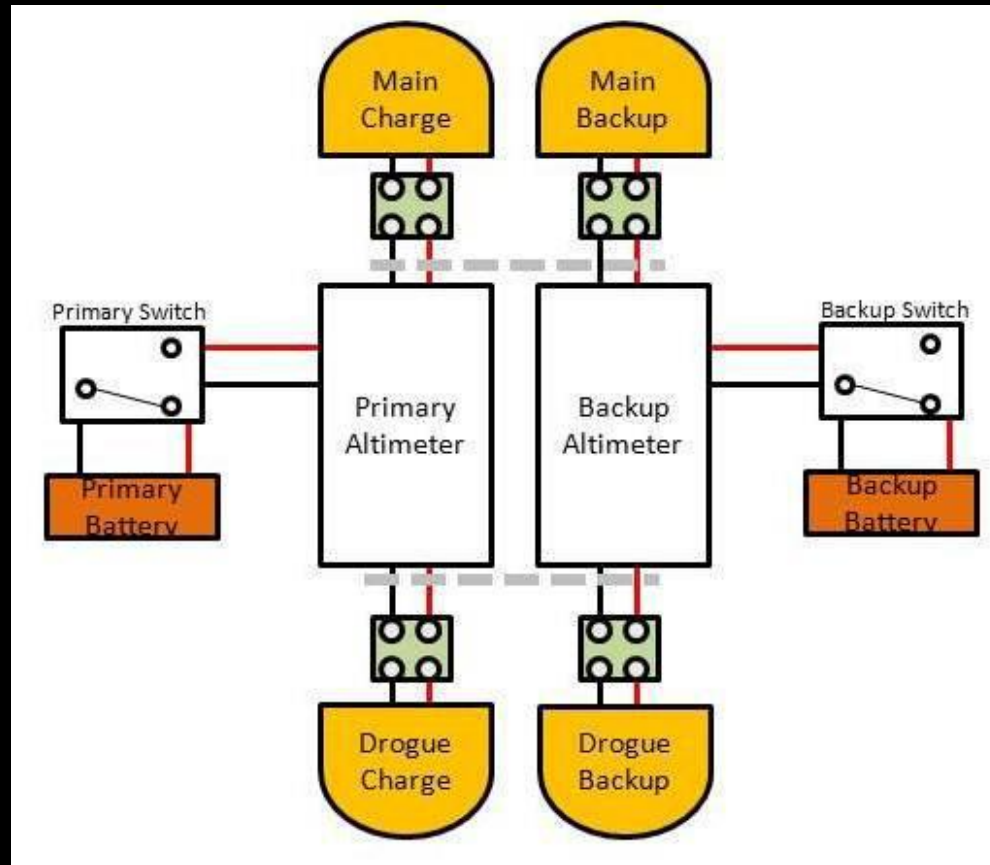 Main
Charge
Main
Backup
Primary Switch
Backup Switch
Primary
Altimeter
Backup
Altimeter
Primary
Battery
Backup
Battery
Drogue
Charge
Drogue
Backup